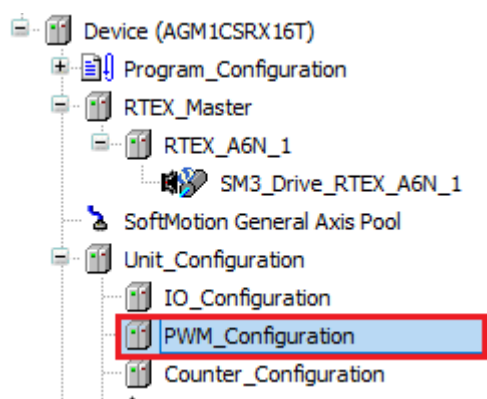 Device (AGM1CSRX16T)
Program_Configuration
RTEX_Master
RTEX_A6N_1
SM3_Drive_RTEX_A6N_1
SoftMotion General Axis Pool
Unit_Configuration
IO_Configuration
PWM_Configuration
Counter_Configuration